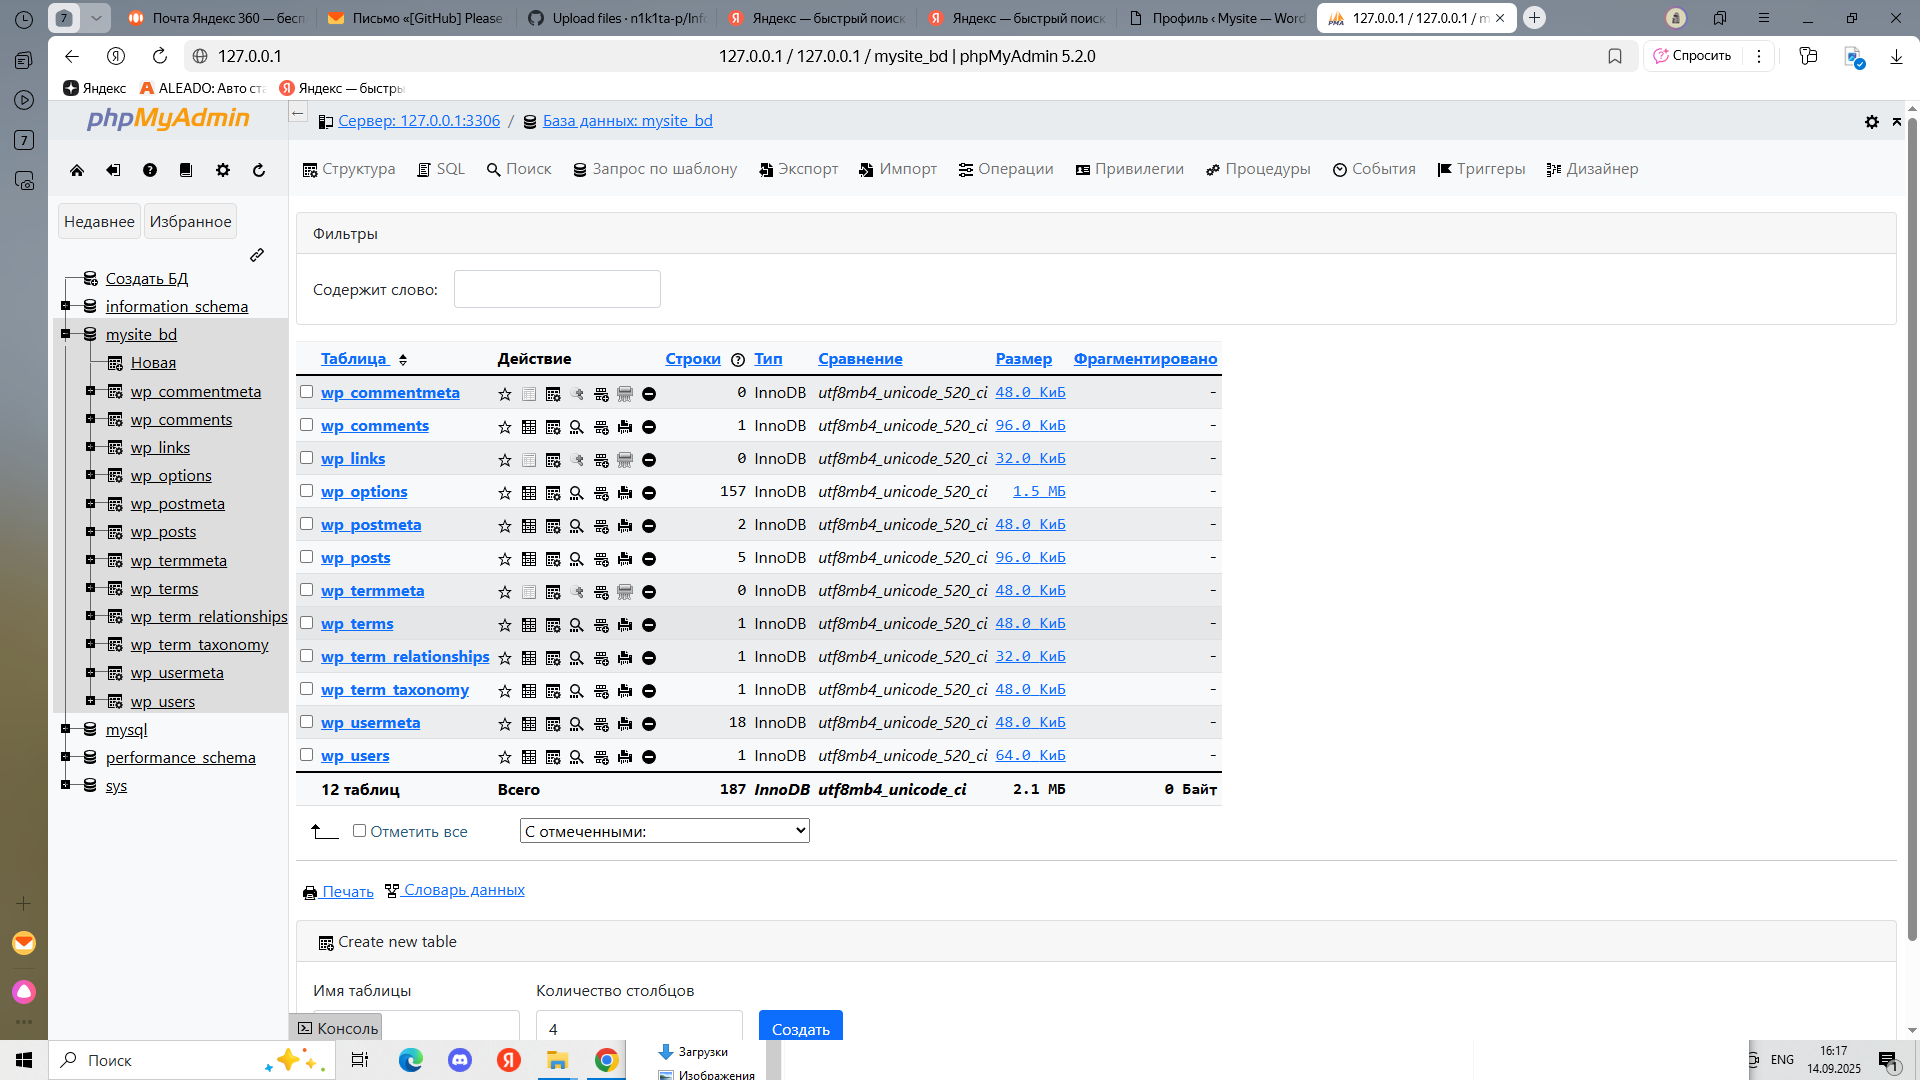 7
Почта Яндекс 360 — бесп
Письмо «[GitHub] Please
Upload files · n1k1ta-p/Info
Яндекс — быстрый поиск
Яндекс — быстрый поиск
Профиль ‹ Mysite — Word
127.0.0.1 / 127.0.0.1 / m
127.0.0.1
127.0.0.1 / 127.0.0.1 / mysite_bd | phpMyAdmin 5.2.0
Спросить
Яндекс
ALEADO: Авто ста
Яндекс — быстры
7
phpMyAdmin
Недавнее
Избранное
Создать БД
information_schema
mysite_bd
Новая
wp_commentmeta
wp_comments
wp_links
wp_options
wp_postmeta
wp_posts
wp_termmeta
wp_terms
wp_term_relationships
wp_term_taxonomy
wp_usermeta
wp_users
mysql
performance_schema
sys
Сервер: 127.0.0.1:3306 / База данных: mysite_bd
Структура SQL Поиск Запрос по шаблону Экспорт Импорт Операции Привилегии Процедуры События Триггеры Дизайнер
Фильтры
Содержит слово:
Таблица Действие Строки Тип Сравнение Размер Фрагментировано
wp_commentmeta 0 InnoDB utf8mb4_unicode_520_ci 48.0 КиБ -
wp_comments 1 InnoDB utf8mb4_unicode_520_ci 96.0 КиБ -
wp_links 0 InnoDB utf8mb4_unicode_520_ci 32.0 КиБ -
wp_options 157 InnoDB utf8mb4_unicode_520_ci 1.5 МБ -
wp_postmeta 2 InnoDB utf8mb4_unicode_520_ci 48.0 КиБ -
wp_posts 5 InnoDB utf8mb4_unicode_520_ci 96.0 КиБ -
wp_termmeta 0 InnoDB utf8mb4_unicode_520_ci 48.0 КиБ -
wp_terms 1 InnoDB utf8mb4_unicode_520_ci 48.0 КиБ -
wp_term_relationships 1 InnoDB utf8mb4_unicode_520_ci 32.0 КиБ -
wp_term_taxonomy 1 InnoDB utf8mb4_unicode_520_ci 48.0 КиБ -
wp_usermeta 18 InnoDB utf8mb4_unicode_520_ci 48.0 КиБ -
wp_users 1 InnoDB utf8mb4_unicode_520_ci 64.0 КиБ -
12 таблиц Всего 187 InnoDB utf8mb4_unicode_ci 2.1 МБ 0 Байт
Отметить все
С отмеченными:
Печать
Словарь данных
Create new table
Имя таблицы
Количество столбцов
4
Создать
Консоль
Поиск
Загрузки
Изображения
ENG
16:17
14.09.2025
1